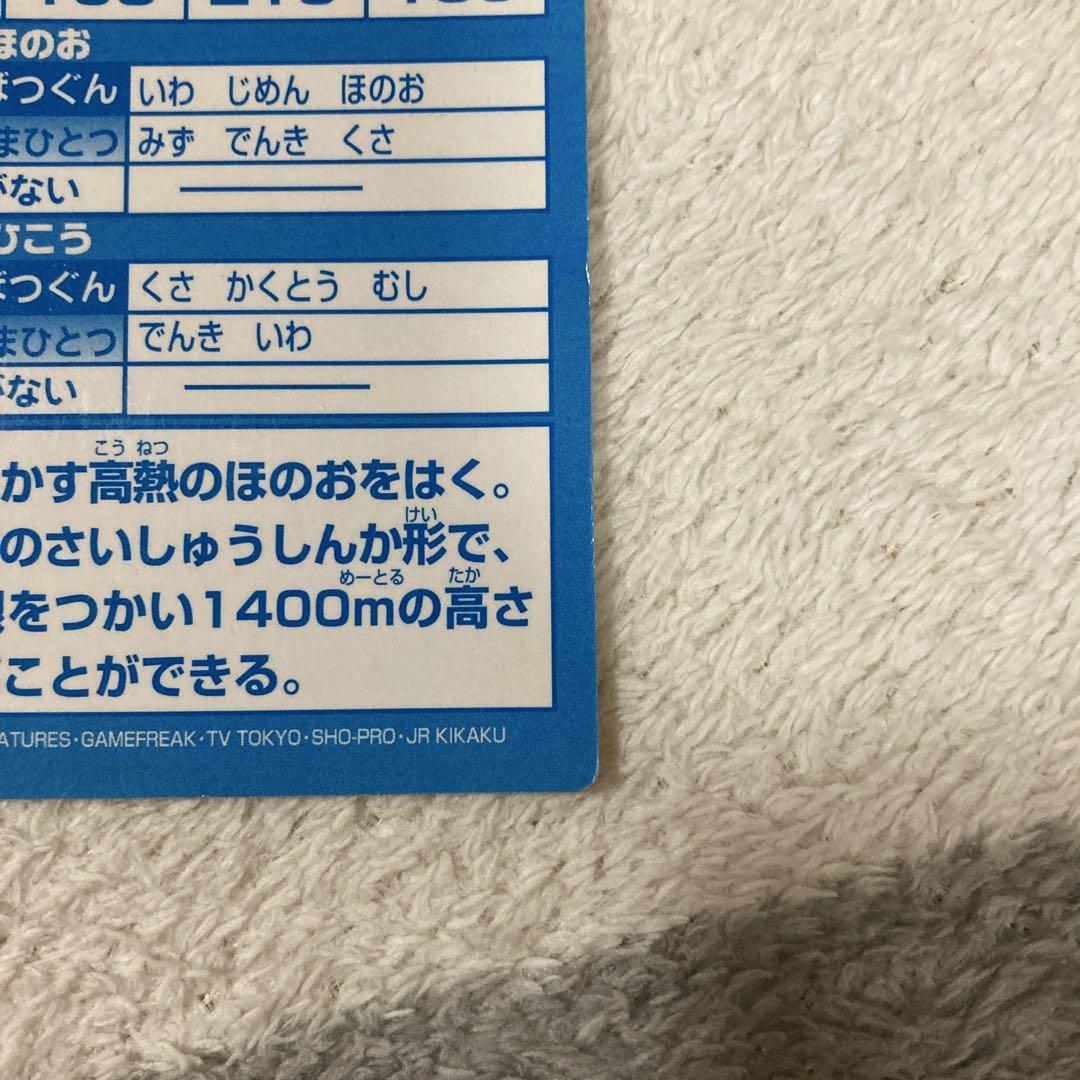 ほのお
ばつぐん いわ じめん ほのお
まひとつ みず でんき くさ
がない
ひこう
ばつぐん くさ かくとう むし
まひとつ でんき いわ
がない
こう ねつ
かす高熱のほのおをはく。
けい
のさいしゅうしんか形で、
めーとる たか
をつかい1400mの高さ
ことができる。
ATURES・GAMEFREAK・TV TOKYO・SHO-PRO・JR KIKAKU